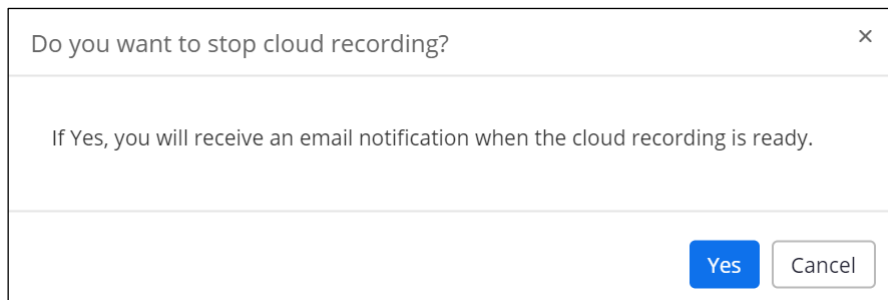 Do you want to stop cloud recording?
×
If Yes, you will receive an email notification when the cloud recording is ready.
Yes
Cancel